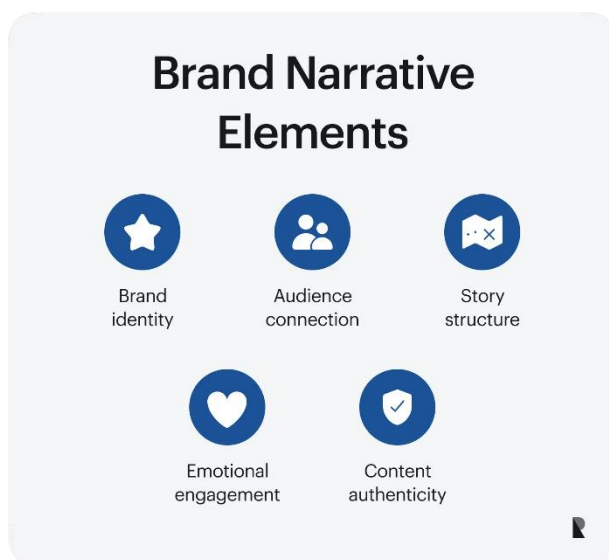 Brand Narrative
Elements
Brand
identity
Audience
connection
Story
structure
Emotional
engagement
Content
authenticity
R